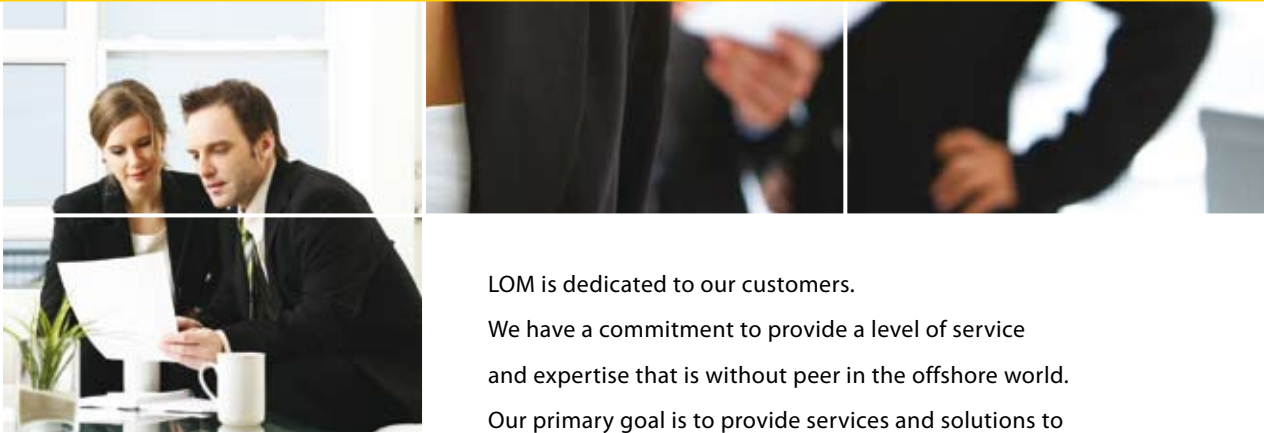 LOM is dedicated to our customers.
We have a commitment to provide a level of service
and expertise that is without peer in the offshore world.
Our primary goal is to provide services and solutions to